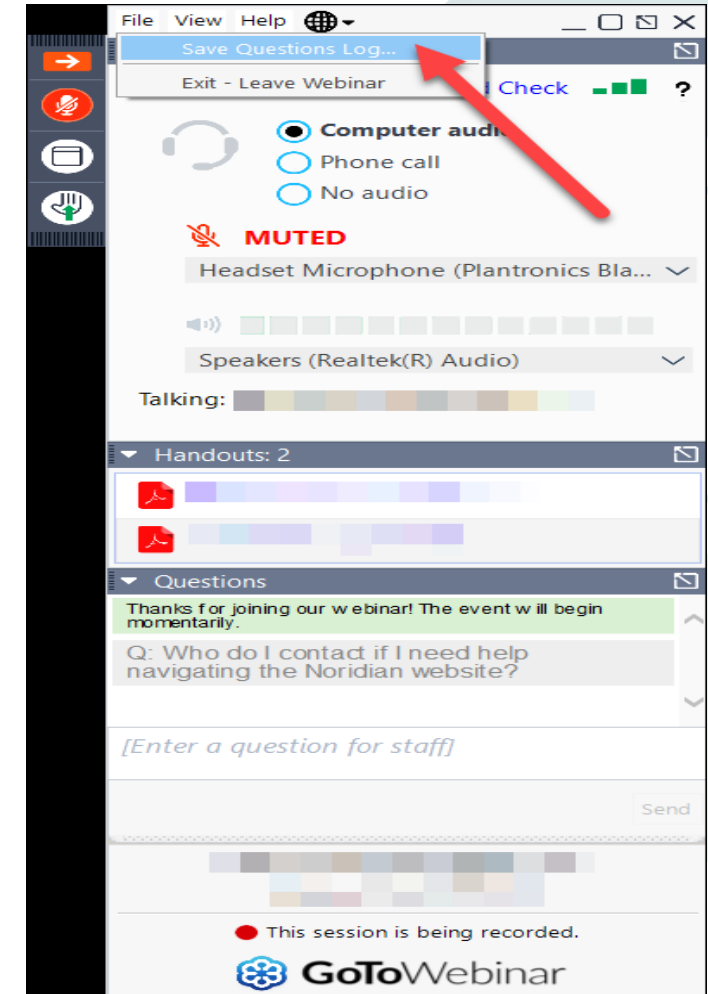 File View Help
Save Questions Log...
Exit - Leave Webinar
Check ?
Computer audi
Phone call
No audio
MUTED
Headset Microphone (Plantronics Bla...
Speakers (Realtek(R) Audio)
Talking:
Handouts: 2
Questions
Thanks for joining our webinar! The event will begin
momentarily.
Q: Who do I contact if I need help
navigating the Noridian website?
[Enter a question for staff]
Send
This session is being recorded.
GoToWebinar